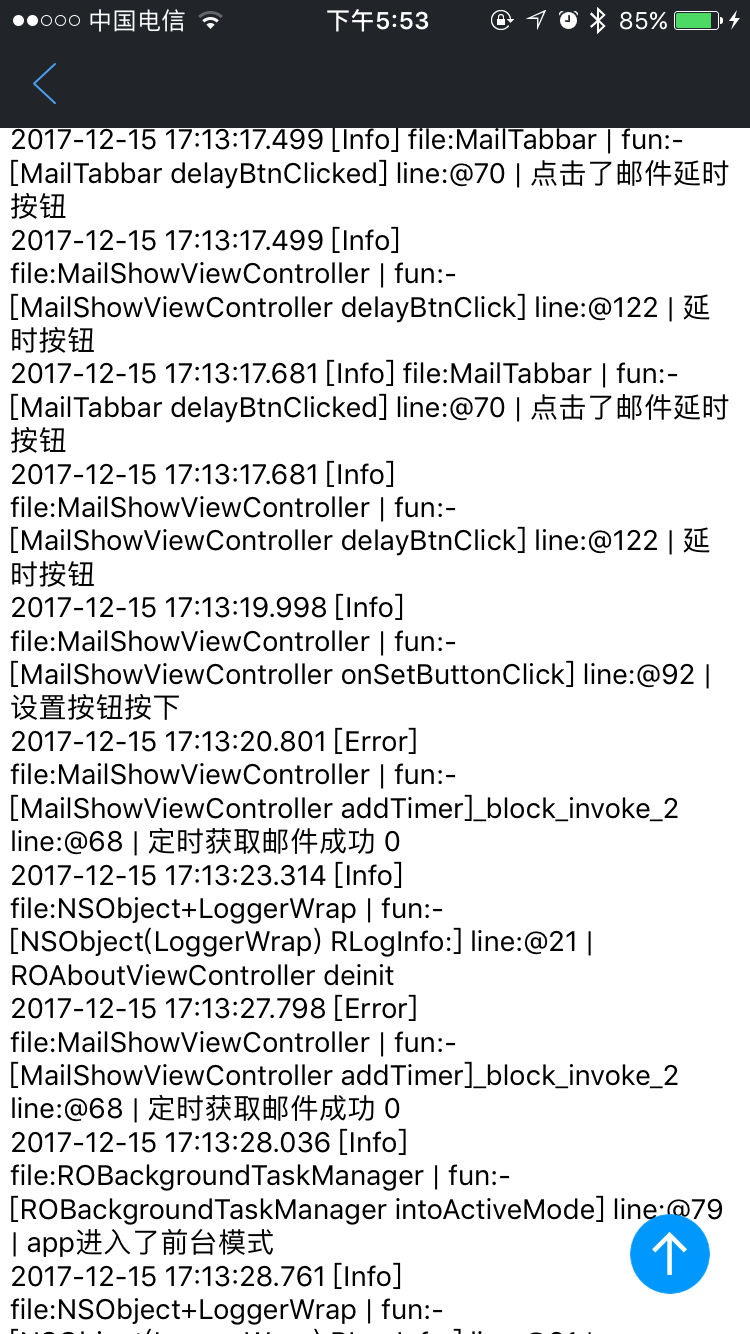 中国电信 下午5:53 85%
2017-12-15 17:13:17.499 [Info] file:MailTabbar | fun:-
[MailTabbar delayBtnClicked] line:@70 | 点击了邮件延时
按钮
2017-12-15 17:13:17.499 [Info]
file:MailShowViewController | fun:-
[MailShowViewController delayBtnClick] line:@122 | 延
时按钮
2017-12-15 17:13:17.681 [Info] file:MailTabbar | fun:-
[MailTabbar delayBtnClicked] line:@70 | 点击了邮件延时
按钮
2017-12-15 17:13:17.681 [Info]
file:MailShowViewController | fun:-
[MailShowViewController delayBtnClick] line:@122 | 延
时按钮
2017-12-15 17:13:19.998 [Info]
file:MailShowViewController | fun:-
[MailShowViewController onSetButtonClick] line:@92 |
设置按钮按下
2017-12-15 17:13:20.801 [Error]
file:MailShowViewController | fun:-
[MailShowViewController addTimer]_block_invoke_2
line:@68 | 定时获取邮件成功 0
2017-12-15 17:13:23.314 [Info]
file:NSObject+LoggerWrap | fun:-
[NSObject(LoggerWrap) RLogInfo:] line:@21 |
ROAboutViewController deinit
2017-12-15 17:13:27.798 [Error]
file:MailShowViewController | fun:-
[MailShowViewController addTimer]_block_invoke_2
line:@68 | 定时获取邮件成功 0
2017-12-15 17:13:28.036 [Info]
file:ROBackgroundTaskManager | fun:-
[ROBackgroundTaskManager intoActiveMode] line:@79
| app进入了前台模式
2017-12-15 17:13:28.761 [Info]
file:NSObject+LoggerWrap | fun:-